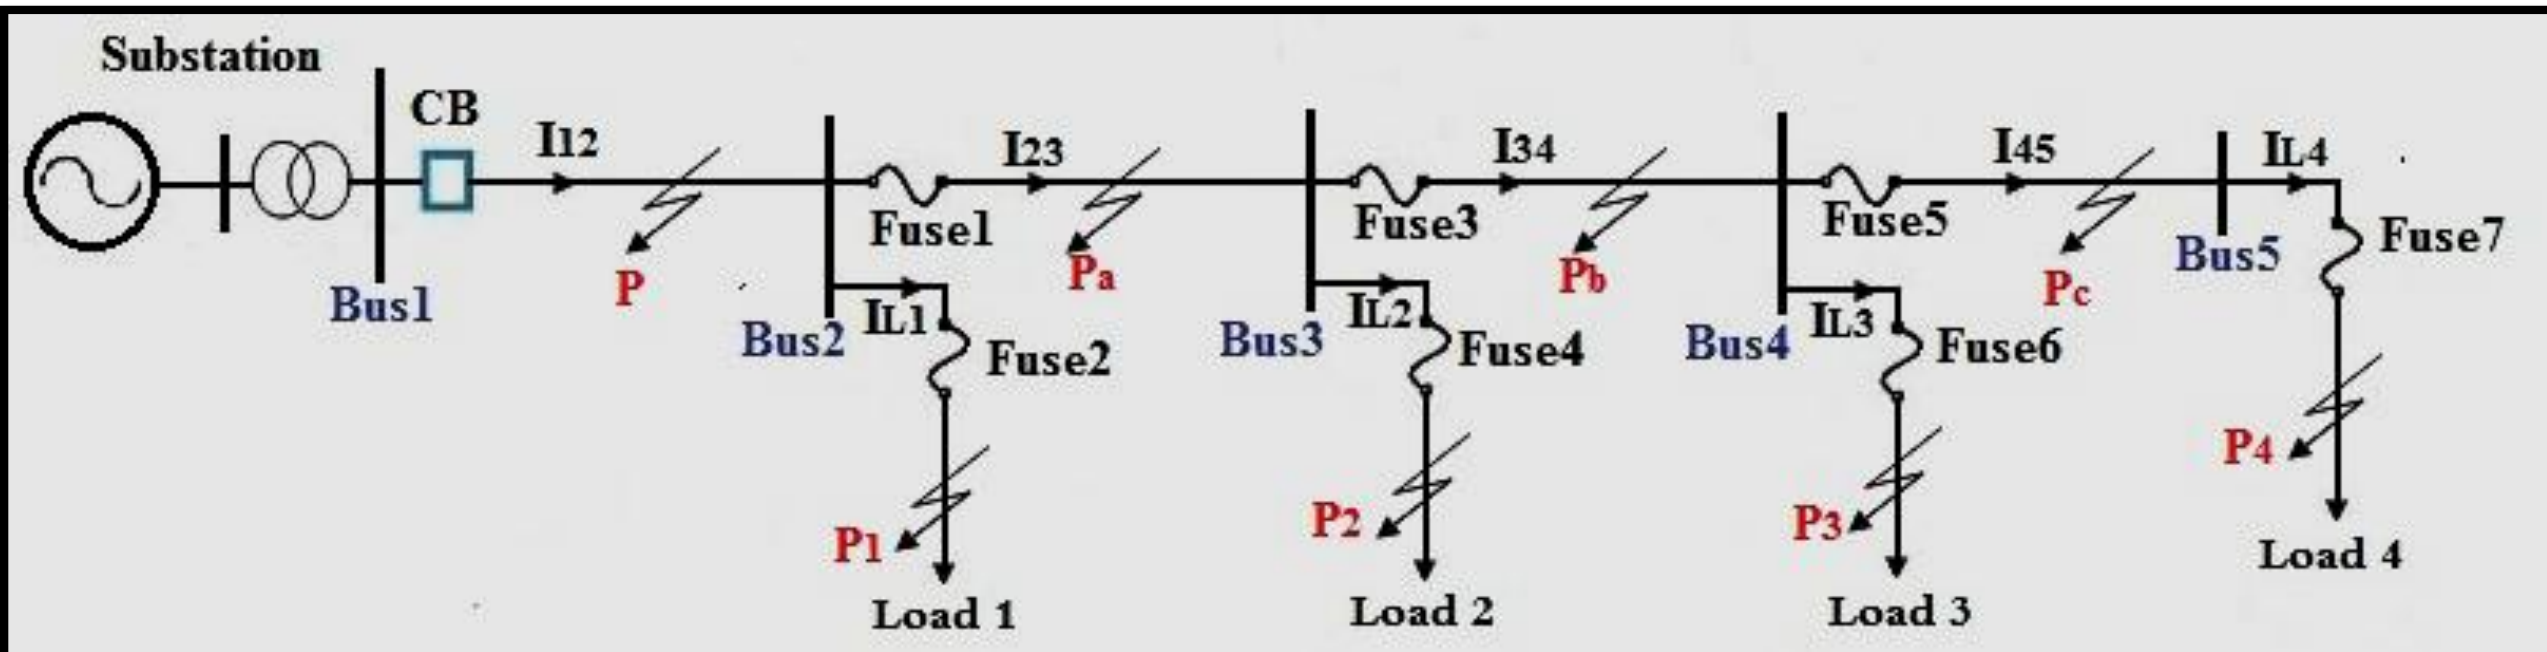 Substation
CB
I12
I23
I34
I45
IL4
Fuse1
Fuse3
Fuse5
Fuse7
P
Pa
Pb
Pc
Bus1
Bus2
Bus3
Bus4
Bus5
IL1
IL2
IL3
Fuse2
Fuse4
Fuse6
P1
P2
P3
P4
Load 1
Load 2
Load 3
Load 4